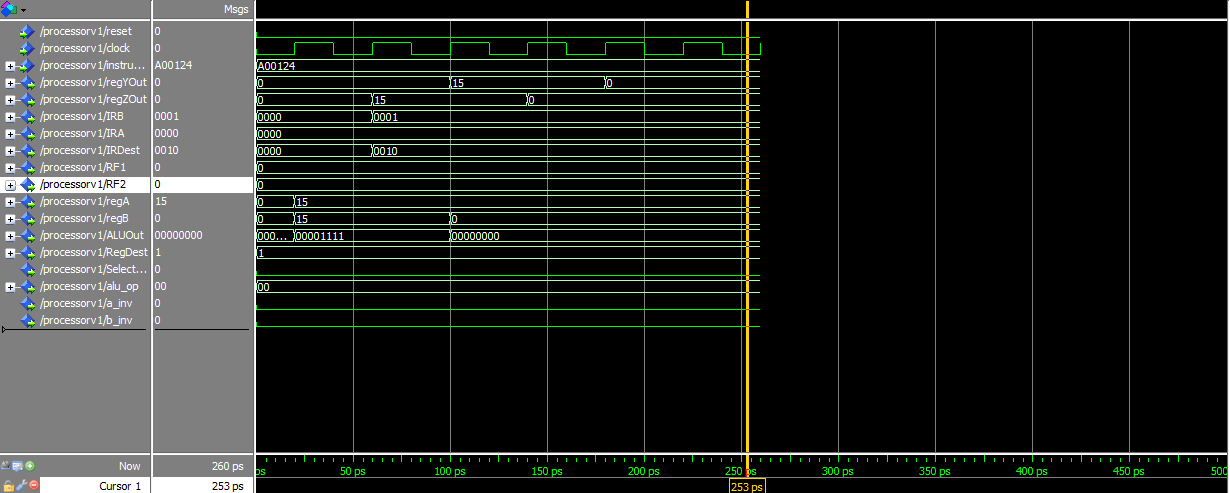 Msgs
/processorv1/reset 0
/processorv1/clock 0
/processorv1/instru... A00124 A00124
/processorv1/regYOut 0 0 15 0
/processorv1/regZOut 0 0 15 0
/processorv1/IRB 0001 0000 0001
/processorv1/IRA 0000 0000
/processorv1/IRDest 0010 0000 0010
/processorv1/RF1 0 0
/processorv1/RF2 0 0
/processorv1/regA 15 0 15
/processorv1/regB 0 0 15 0
/processorv1/ALUOut 00000000 000... 00001111 00000000
/processorv1/RegDest 1 1
/processorv1/Select... 0
/processorv1/alu_op 00 00
/processorv1/a_inv 0
/processorv1/b_inv 0
Now 260 ps ps 50 ps 100 ps 150 ps 200 ps 250 ps 300 ps 350 ps 400 ps 450 ps 500
Cursor 1 253 ps 253 ps